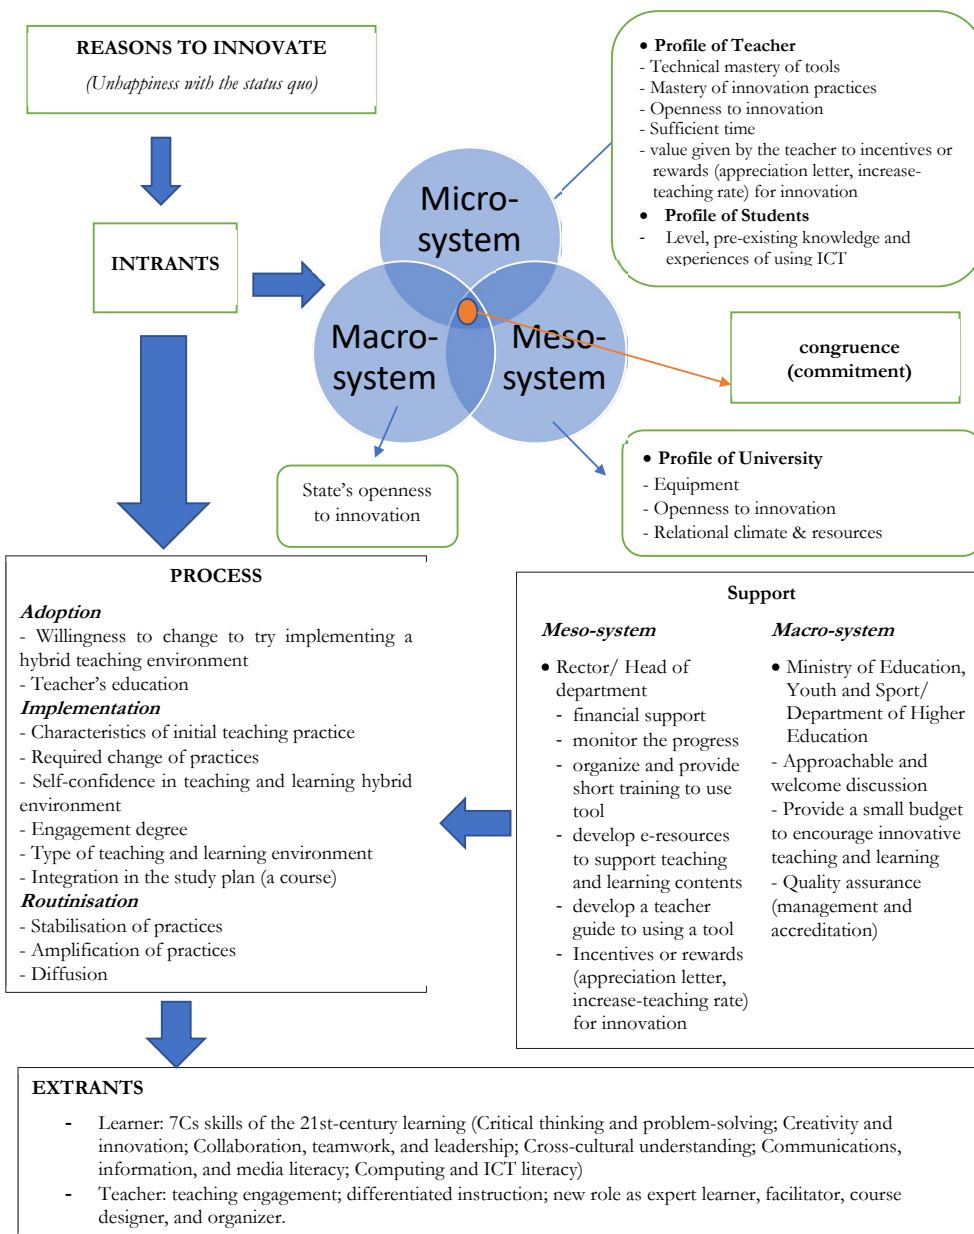 REASONS TO INNOVATE
(Unhappiness with the status quo)
INTRANTS
Micro-
system
Macro-
system
Meso-
system
• Profile of Teacher
- Technical mastery of tools
- Mastery of innovation practices
- Openness to innovation
- Sufficient time
- value given by the teacher to incentives or
rewards (appreciation letter, increase-
teaching rate) for innovation
• Profile of Students
- Level, pre-existing knowledge and
experiences of using ICT
congruence
(commitment)
State's openness
to innovation
• Profile of University
- Equipment
- Openness to innovation
- Relational climate & resources
PROCESS
Adoption
- Willingness to change to try implementing a
hybrid teaching environment
- Teacher's education
Implementation
- Characteristics of initial teaching practice
- Required change of practices
- Self-confidence in teaching and learning hybrid
environment
- Engagement degree
- Type of teaching and learning environment
- Integration in the study plan (a course)
Routinisation
- Stabilisation of practices
- Amplification of practices
- Diffusion
Support
Meso-system
• Rector/ Head of
department
- financial support
- monitor the progress
- organize and provide
short training to use
tool
- develop e-resources
to support teaching
and learning contents
- develop a teacher
guide to using a tool
- Incentives or rewards
(appreciation letter,
increase-teaching rate)
for innovation
Macro-system
• Ministry of Education,
Youth and Sport/
Department of Higher
Education
- Approachable and
welcome discussion
- Provide a small budget
to encourage innovative
teaching and learning
- Quality assurance
(management and
accreditation)
EXTRANTS
- Learner: 7Cs skills of the 21st-century learning (Critical thinking and problem-solving; Creativity and
innovation; Collaboration, teamwork, and leadership; Cross-cultural understanding; Communications,
information, and media literacy; Computing and ICT literacy)
- Teacher: teaching engagement; differentiated instruction; new role as expert learner, facilitator, course
designer, and organizer.